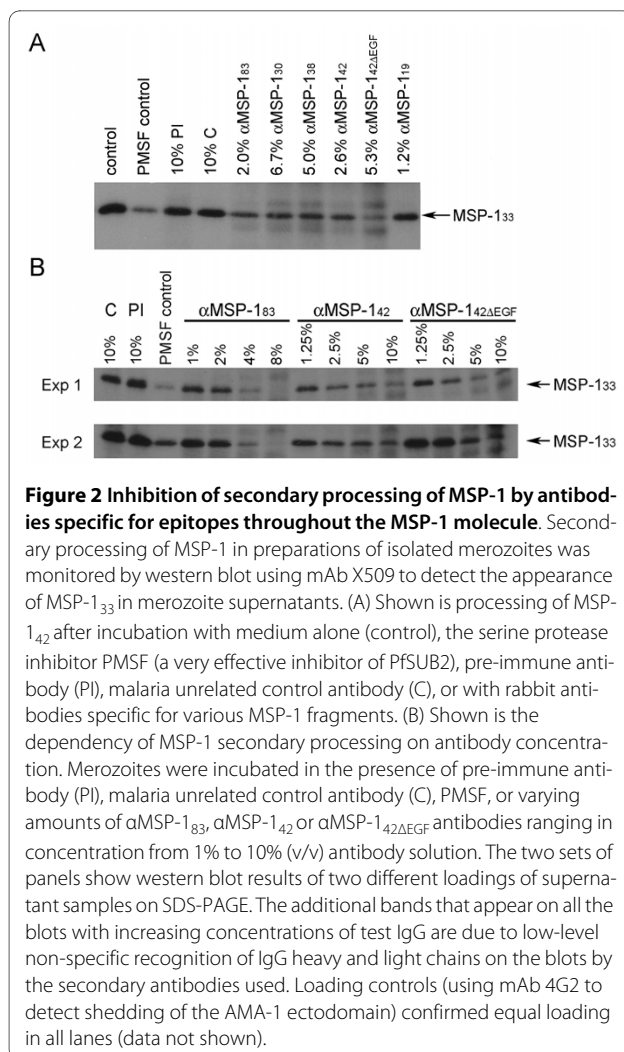 A
control
PMSF control
10% PI
10% C
2.0% αMSP-1₈₃
6.7% αMSP-1₃₀
5.0% αMSP-1₃₈
2.6% αMSP-1₄₂
5.3% αMSP-1₄₂ΔEGF
1.2% αMSP-1₁₉
MSP-1₃₃
B
C PI PMSF control αMSP-1₈₃ αMSP-1₄₂ αMSP-1₄₂ΔEGF
10% 10% 1% 2% 4% 8% 1.25% 2.5% 5% 10% 1.25% 2.5% 5% 10%
Exp 1 MSP-1₃₃
Exp 2 MSP-1₃₃
Figure 2 Inhibition of secondary processing of MSP-1 by antibod-
ies specific for epitopes throughout the MSP-1 molecule. Second-
ary processing of MSP-1 in preparations of isolated merozoites was
monitored by western blot using mAb X509 to detect the appearance
of MSP-1₃₃ in merozoite supernatants. (A) Shown is processing of MSP-
1₄₂ after incubation with medium alone (control), the serine protease
inhibitor PMSF (a very effective inhibitor of PfSUB2), pre-immune anti-
body (PI), malaria unrelated control antibody (C), or with rabbit anti-
bodies specific for various MSP-1 fragments. (B) Shown is the
dependency of MSP-1 secondary processing on antibody concentra-
tion. Merozoites were incubated in the presence of pre-immune anti-
body (PI), malaria unrelated control antibody (C), PMSF, or varying
amounts of αMSP-1₈₃, αMSP-1₄₂ or αMSP-1₄₂ΔEGF antibodies ranging in
concentration from 1% to 10% (v/v) antibody solution. The two sets of
panels show western blot results of two different loadings of superna-
tant samples on SDS-PAGE. The additional bands that appear on all the
blots with increasing concentrations of test IgG are due to low-level
non-specific recognition of IgG heavy and light chains on the blots by
the secondary antibodies used. Loading controls (using mAb 4G2 to
detect shedding of the AMA-1 ectodomain) confirmed equal loading
in all lanes (data not shown).